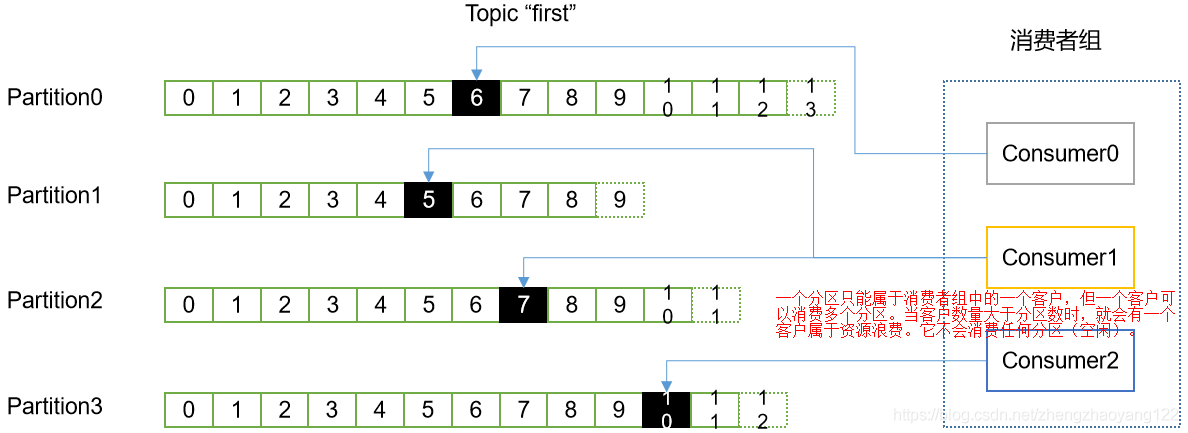 Topic “first”
消费者组
Partition0 0 1 2 3 4 5 6 7 8 9 10 11 12 13
Consumer0
Partition1 0 1 2 3 4 5 6 7 8 9
Consumer1
Partition2 0 1 2 3 4 5 6 7 8 9 10 11
一个分区只能属于消费者组中的一个客户，但一个客户可
以消费多个分区。当客户数量大于分区数时，就会有一个
客户属于资源浪费。它不会消费任何分区（空闲）。
Consumer2
Partition3 0 1 2 3 4 5 6 7 8 9 10 11 12
https://blog.csdn.net/zhengzhaoyang122